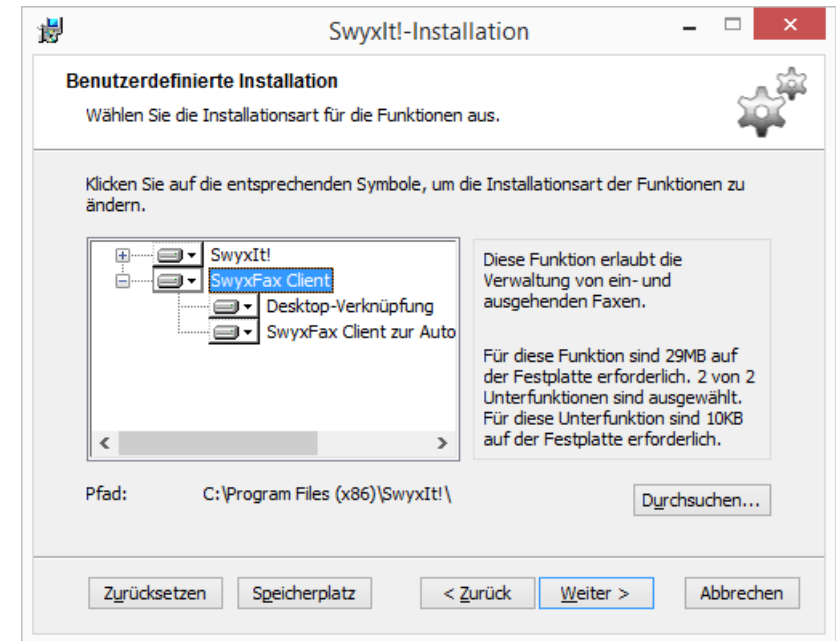 SwyxIt!-Installation
Benutzerdefinierte Installation
Wählen Sie die Installationsart für die Funktionen aus.
Klicken Sie auf die entsprechenden Symbole, um die Installationsart der Funktionen zu
ändern.
SwyxIt!
SwyxFax Client
Desktop-Verknüpfung
SwyxFax Client zur Auto
Diese Funktion erlaubt die
Verwaltung von ein- und
ausgehenden Faxen.
Für diese Funktion sind 29MB auf
der Festplatte erforderlich. 2 von 2
Unterfunktionen sind ausgewählt.
Für diese Unterfunktion sind 10KB
auf der Festplatte erforderlich.
Pfad: C:\Program Files (x86)\SwyxIt!\
Durchsuchen...
Zurücksetzen Speicherplatz < Zurück Weiter > Abbrechen